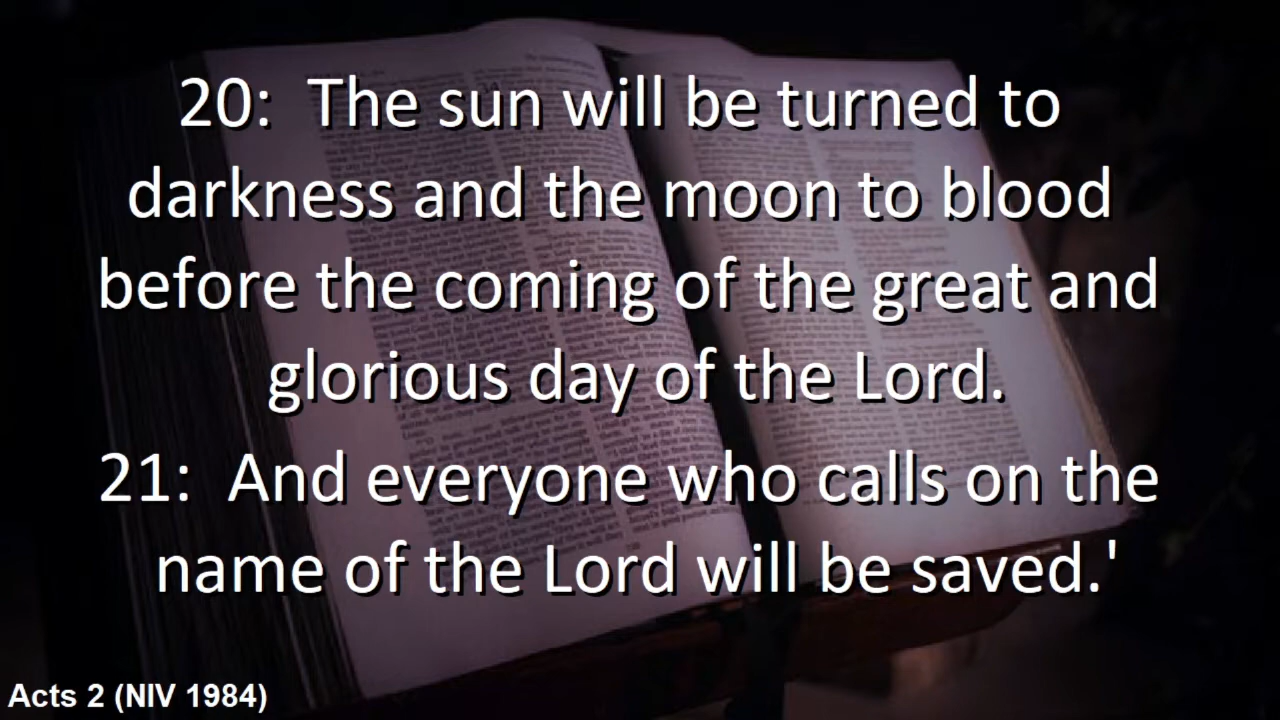 20:  The sun will be turned to
darkness and the moon to blood
before the coming of the great and
glorious day of the Lord.
21:  And everyone who calls on the
name of the Lord will be saved.'
Acts 2 (NIV 1984)